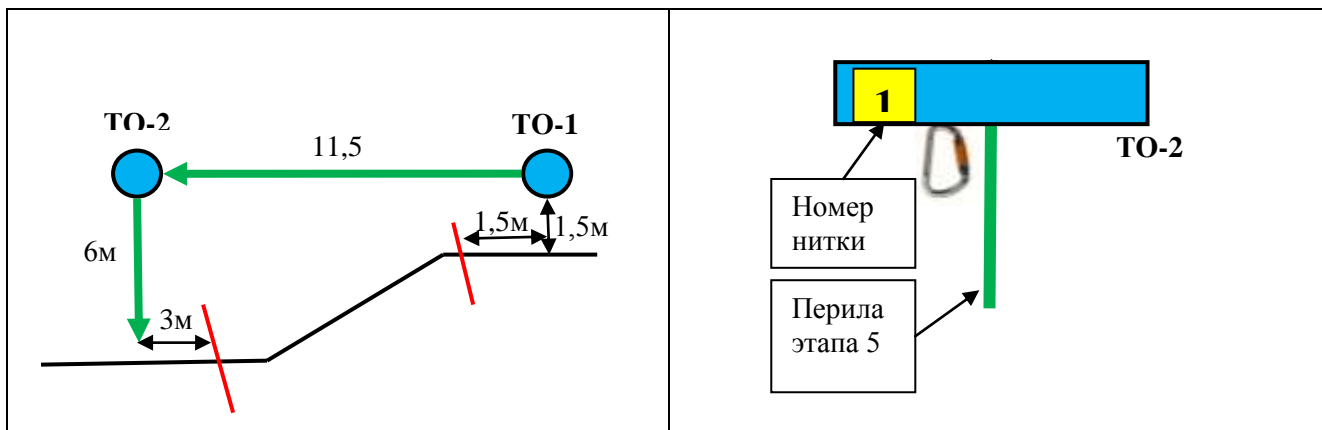 ТО-2
ТО-1
11,5
1,5м
1,5м
6м
3м
1
ТО-2
Номер
нитки
Перила
этапа 5